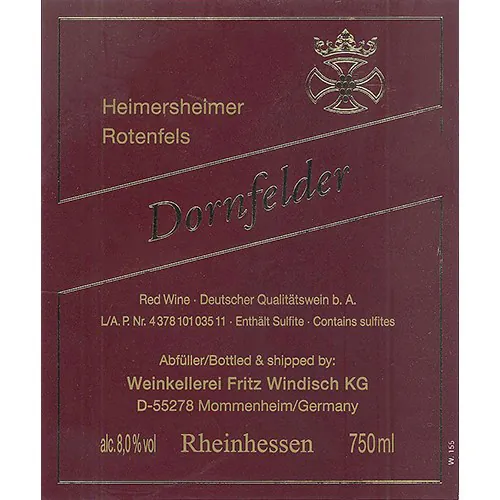 Heimersheimer
Rotenfels
Dornfelder
Red Wine · Deutscher Qualitätswein b. A.
L/A. P. Nr. 4 378 101 035 11 · Enthält Sulfite · Contains sulfites
Abfüller/Bottled & shipped by:
Weinkellerei Fritz Windisch KG
D-55278 Mommenheim/Germany
alc. 8,0 % vol Rheinhessen 750 ml
W. 155